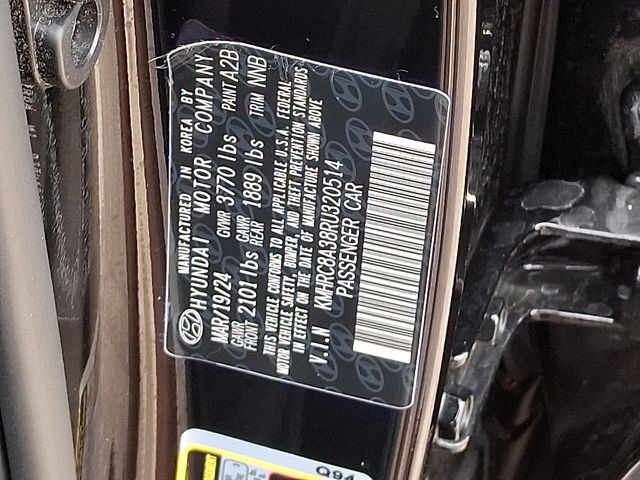 MANUFACTURED IN KOREA BY
HYUNDAI MOTOR COMPANY
MAR/19/24 GVWR 3770 lbs PAINT A2B
GAWR FRONT 2101 lbs GAWR REAR 1889 lbs TRIM NNB
THIS VEHICLE CONFORMS TO ALL APPLICABLE U.S.A. FEDERAL
MOTOR VEHICLE SAFETY, BUMPER, AND THEFT PREVENTION STANDARDS
IN EFFECT ON THE DATE OF MANUFACTURE SHOWN ABOVE
V.I.N KMHRC8A38RU320514
PASSENGER CAR
Q94